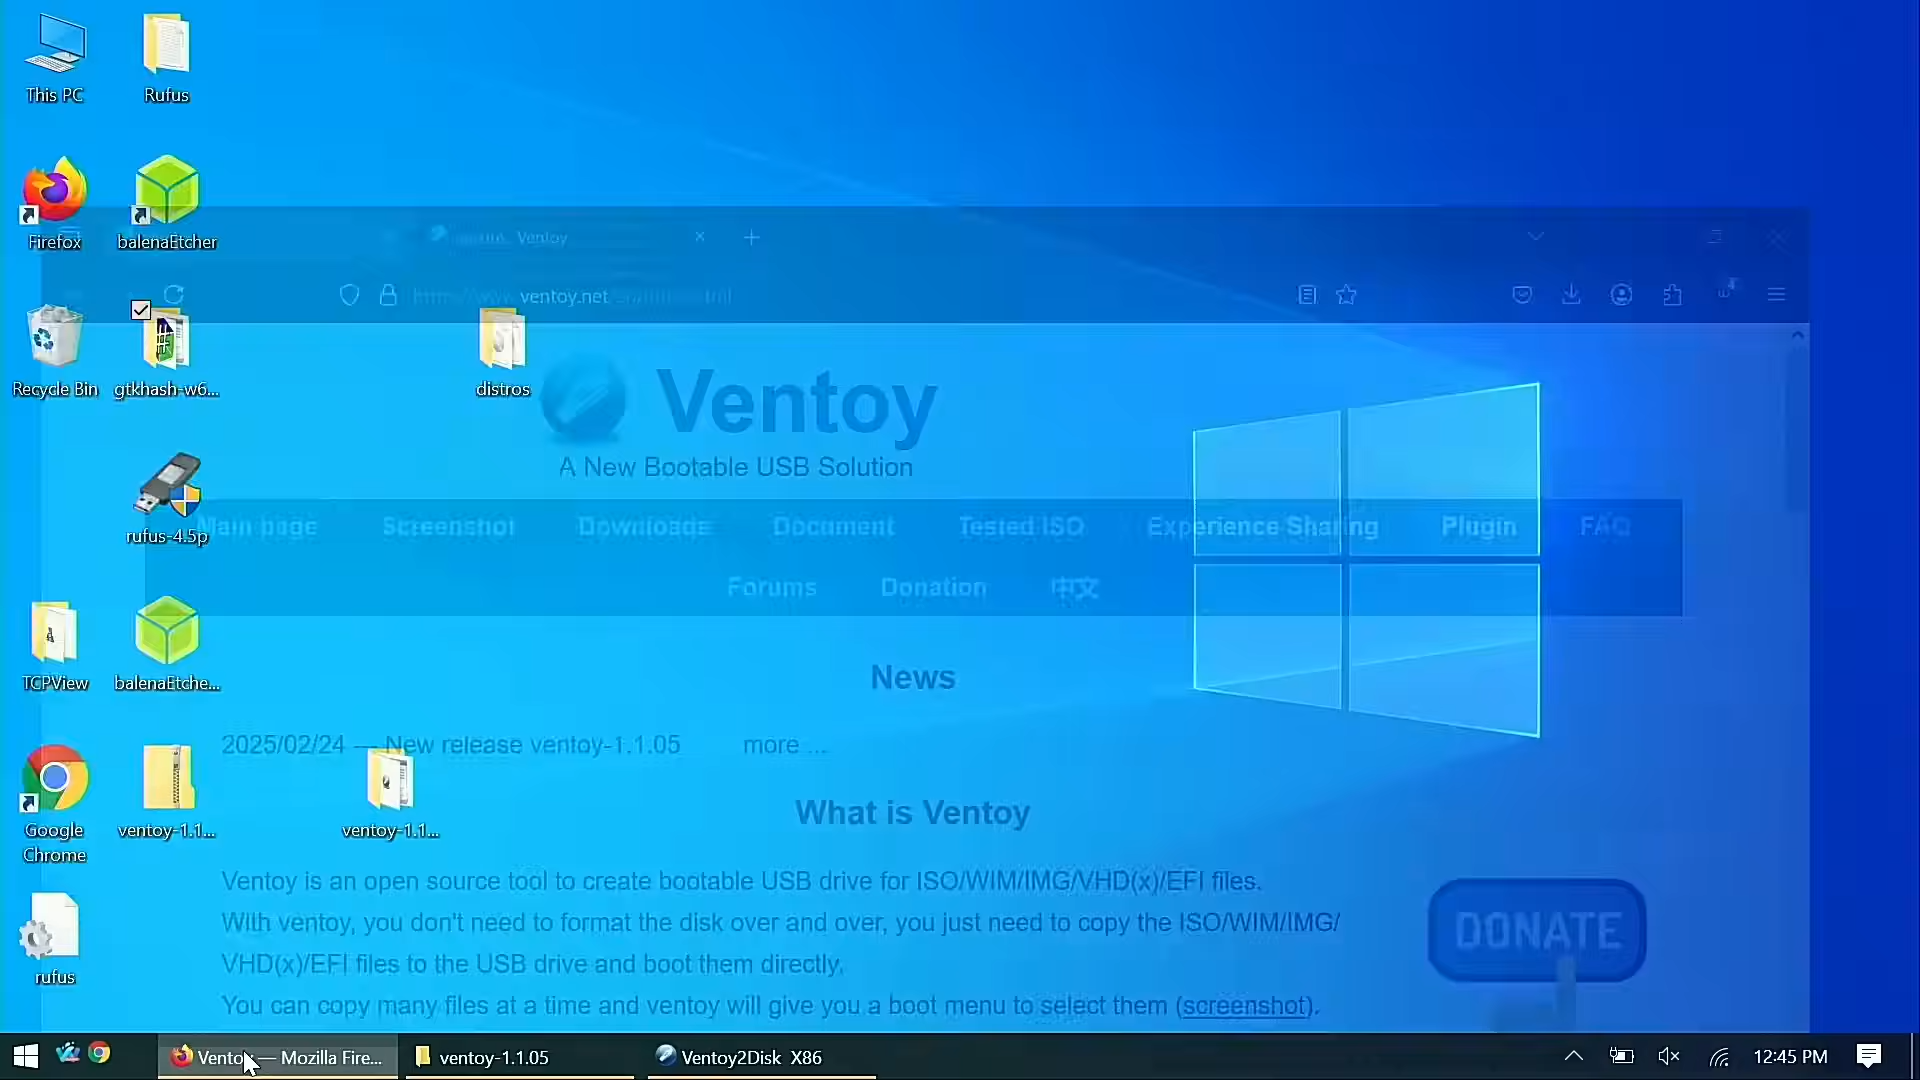 This PC
Rufus
Firefox
balenaEtcher
Ventoy
ventoy.net
Recycle Bin
gtkhash-w6...
distros
Ventoy
A New Bootable USB Solution
rufus-4.5p
Main page
Screenshot
Downloads
Document
Tested ISO
Experience Sharing
Plugin
FAQ
Forums
Donation
中文
News
TCPView
balenaEtche...
2025/02/24 — New release ventoy-1.1.05
more ...
What is Ventoy
Google Chrome
ventoy-1.1...
ventoy-1.1...
Ventoy is an open source tool to create bootable USB drive for ISO/WIM/IMG/VHD(x)/EFI files.
With ventoy, you don't need to format the disk over and over, you just need to copy the ISO/WIM/IMG/
VHD(x)/EFI files to the USB drive and boot them directly.
You can copy many files at a time and ventoy will give you a boot menu to select them (screenshot).
DONATE
rufus
Ventoy — Mozilla Fire...
ventoy-1.1.05
Ventoy2Disk X86
12:45 PM